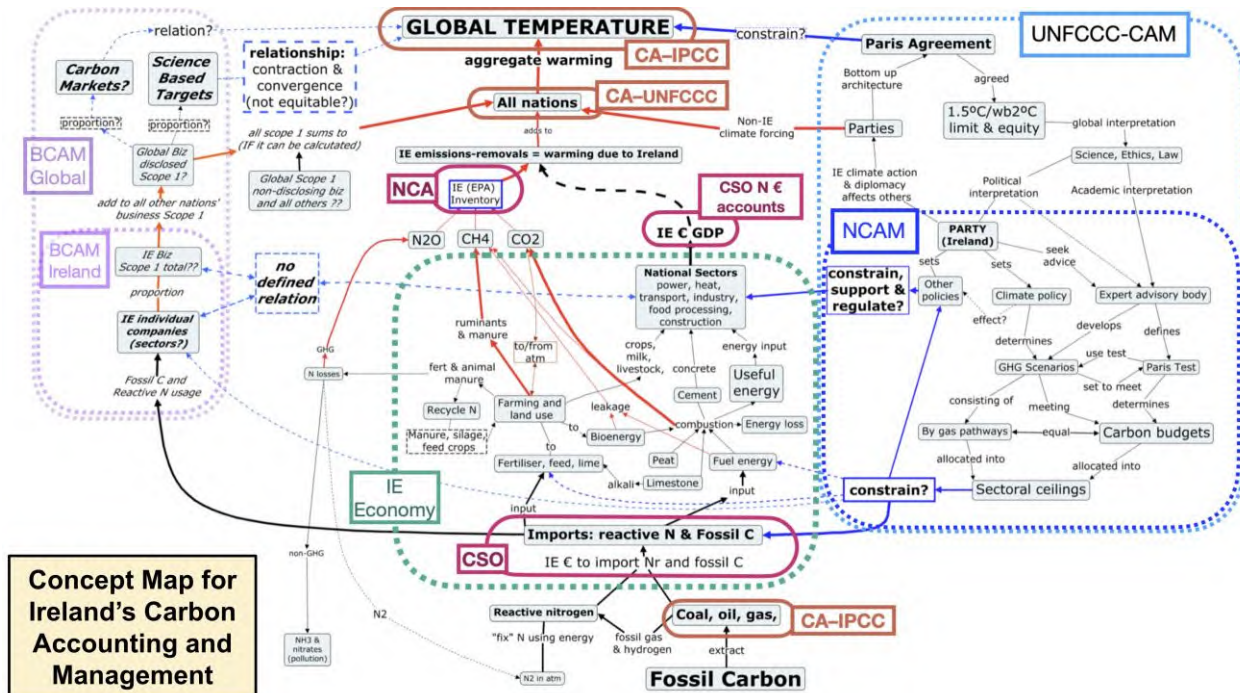 relation?
GLOBAL TEMPERATURE
constrain?
Paris Agreement
UNFCCC-CAM
CA–IPCC
Carbon
Markets?
Science
Based
Targets
relationship:
contraction &
convergence
(not equitable?)
aggregate warming
Bottom up
architecture
agreed
All nations
CA–UNFCCC
1.5ºC/wb2ºC
limit & equity
proportion?
proportion?
all scope 1 sums to
(IF it can be calcutated)
adds to
Non-IE
climate forcing
Parties
global interpretation
BCAM
Global
Global Biz
disclosed
Scope 1?
IE emissions-removals = warming due to Ireland
Science, Ethics, Law
Global Scope 1
non-disclosing biz
and all others ??
NCA
IE (EPA)
Inventory
CSO N €
accounts
IE climate action
& diplomacy
affects others
Political
interpretation
Academic interpretation
add to all other nations'
business Scope 1
N2O
CH4
CO2
IE € GDP
PARTY
(Ireland)
NCAM
BCAM
Ireland
IE Biz
Scope 1 total??
no
defined
relation
National Sectors
power, heat,
transport, industry,
food processing,
construction
constrain,
support &
regulate?
sets
sets
seek
advice
Other
policies
Climate policy
Expert advisory body
proportion
IE individual
companies
(sectors?)
ruminants
& manure
effect?
develops
defines
determines
to/from
atm
crops,
milk,
livestock,
energy input
GHG
N losses
fert & animal
manure
concrete
Useful
energy
GHG Scenarios
use test
Paris Test
set to meet
Fossil C and
Reactive N usage
Recycle N
Farming and
land use
Cement
leakage
combustion
Energy loss
consisting of
meeting
determines
Manure, silage,
feed crops
to
Bioenergy
By gas pathways
equal
Carbon budgets
to
Peat
Fuel energy
Fertiliser, feed, lime
alkali
Limestone
allocated into
allocated into
IE
Economy
input
input
constrain?
Sectoral ceilings
Imports: reactive N & Fossil C
CSO
IE € to import Nr and fossil C
non-GHG
Concept Map for
Ireland's Carbon
Accounting and
Management
N2
Reactive nitrogen
Coal, oil, gas,
CA–IPCC
"fix" N using energy
fossil gas
& hydrogen
extract
NH3 &
nitrates
(pollution)
N2 in atm
Fossil Carbon